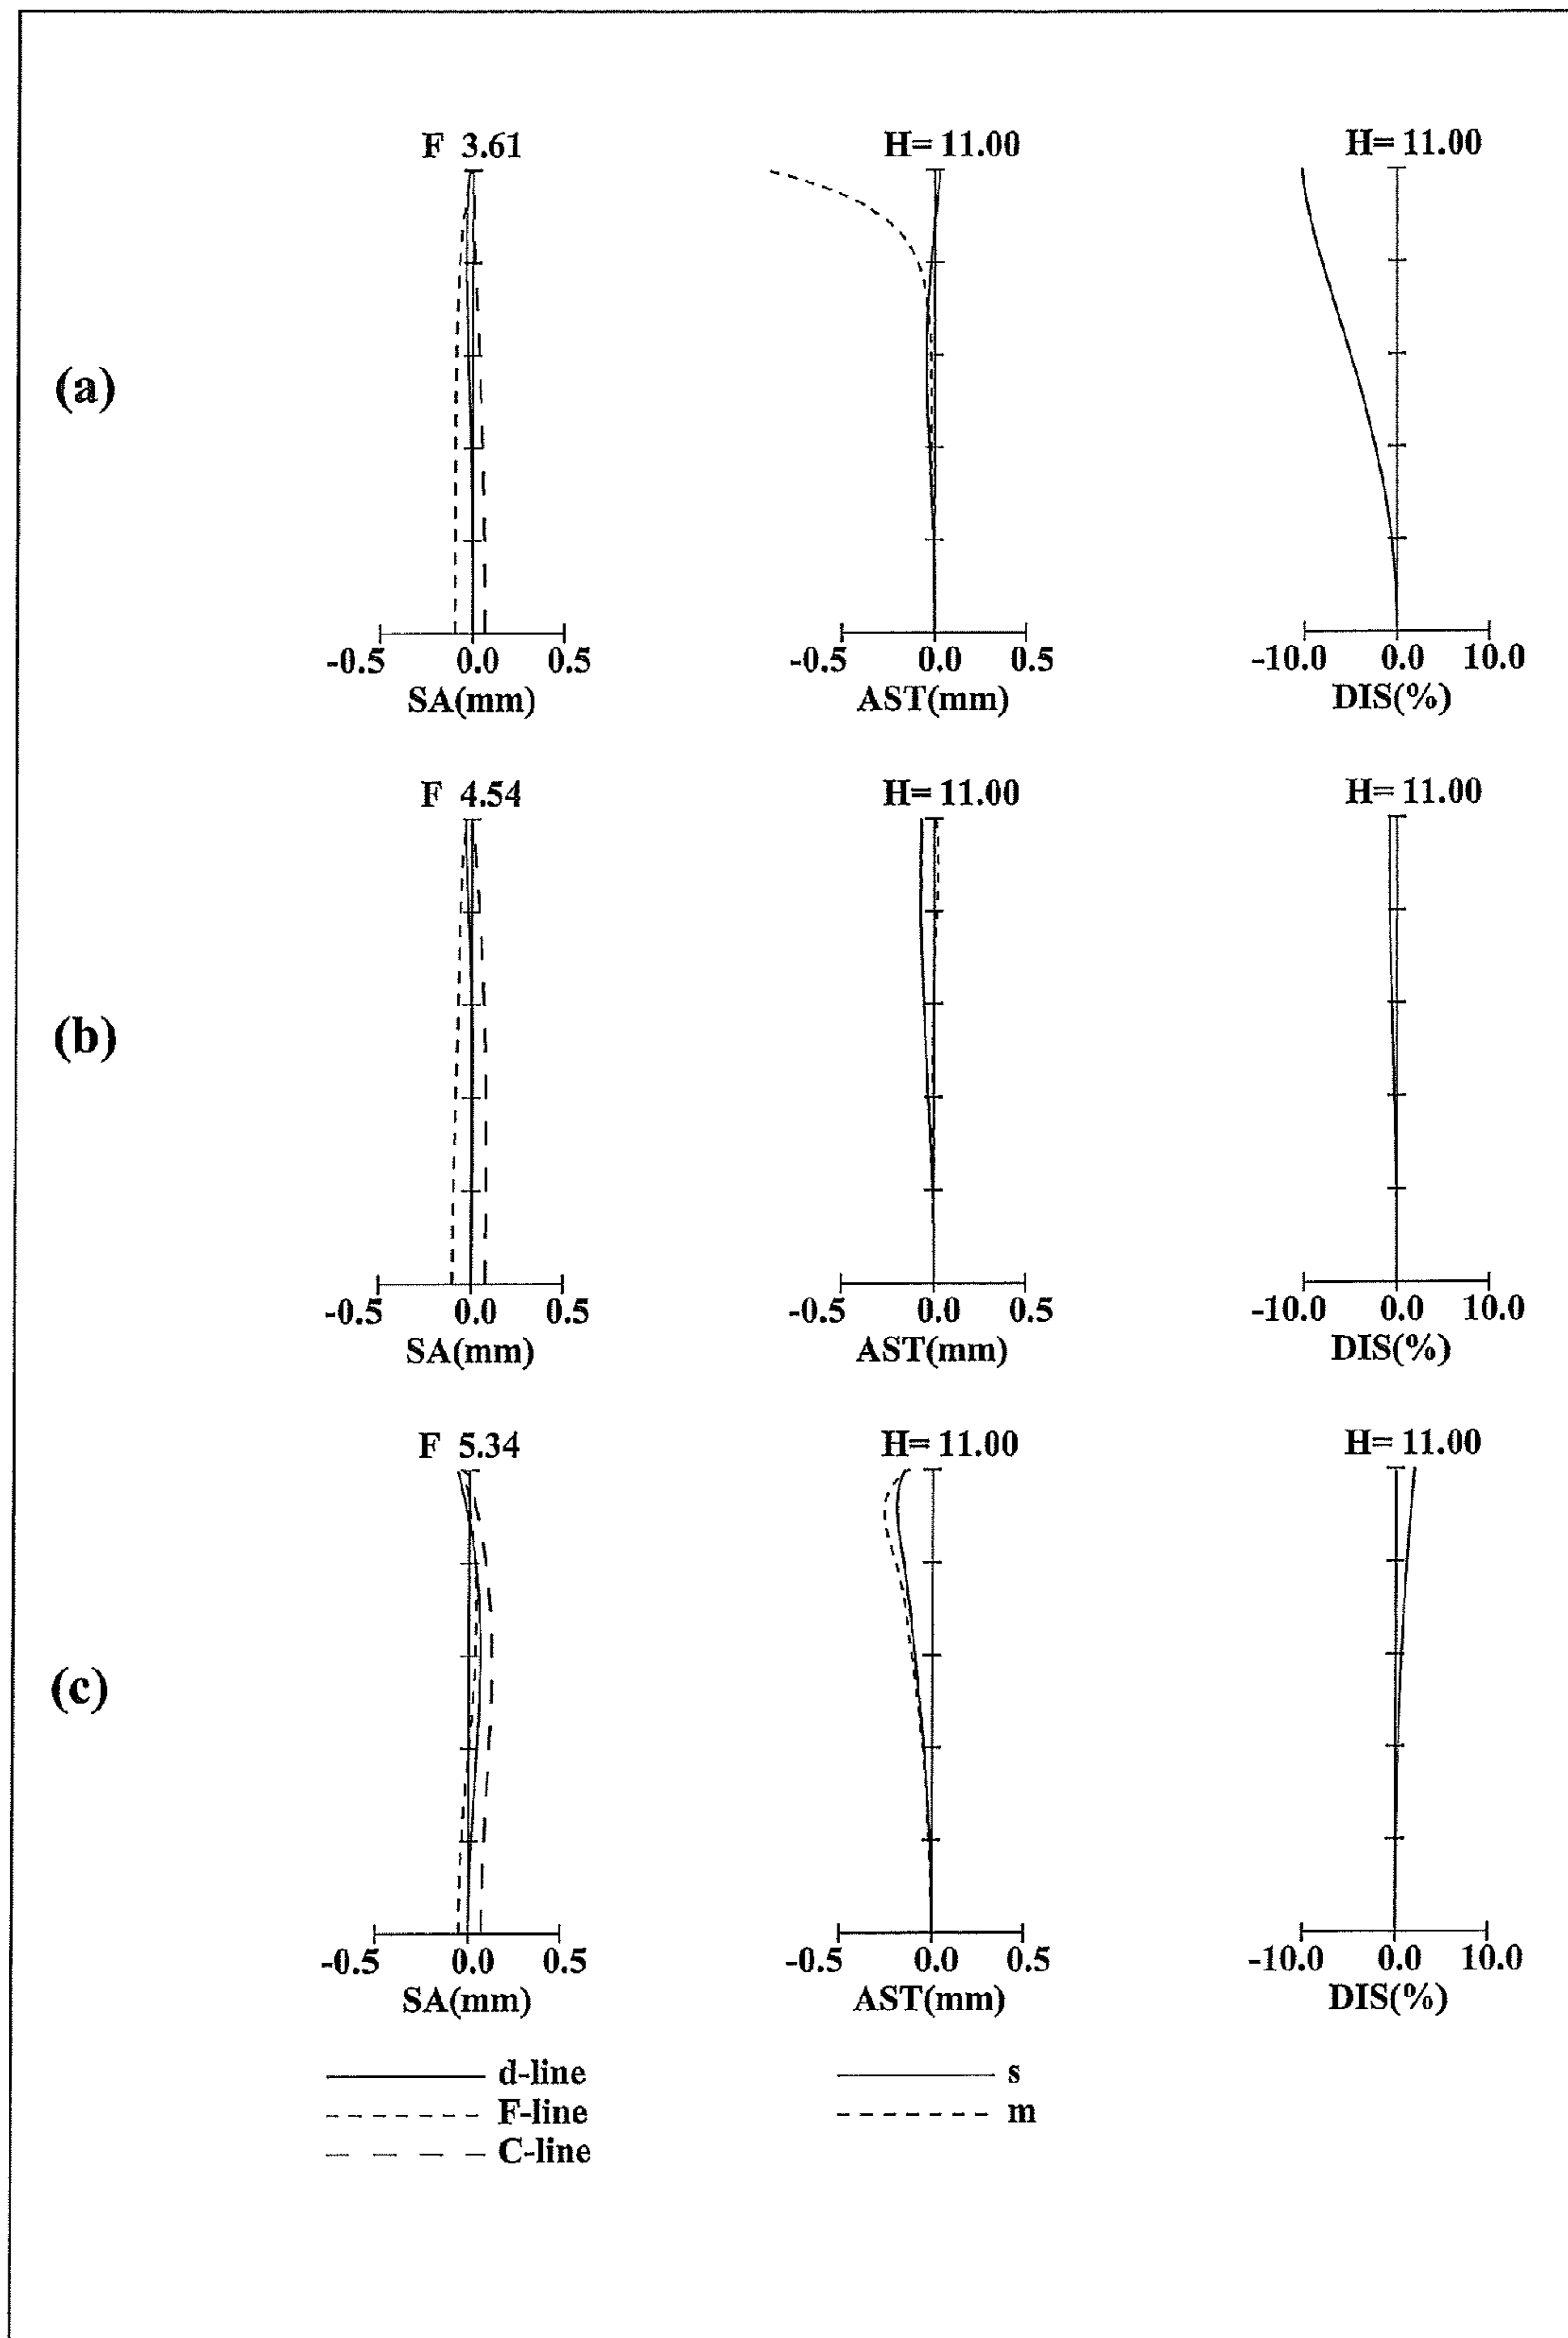 F 3.61 H= 11.00 H= 11.00
(a)
-0.5 0.0 0.5 -0.5 0.0 0.5 -10.0 0.0 10.0
SA(mm) AST(mm) DIS(%)
F 4.54 H= 11.00 H= 11.00
(b)
-0.5 0.0 0.5 -0.5 0.0 0.5 -10.0 0.0 10.0
SA(mm) AST(mm) DIS(%)
F 5.34 H= 11.00 H= 11.00
(c)
-0.5 0.0 0.5 -0.5 0.0 0.5 -10.0 0.0 10.0
SA(mm) AST(mm) DIS(%)
d-line s
F-line m
C-line